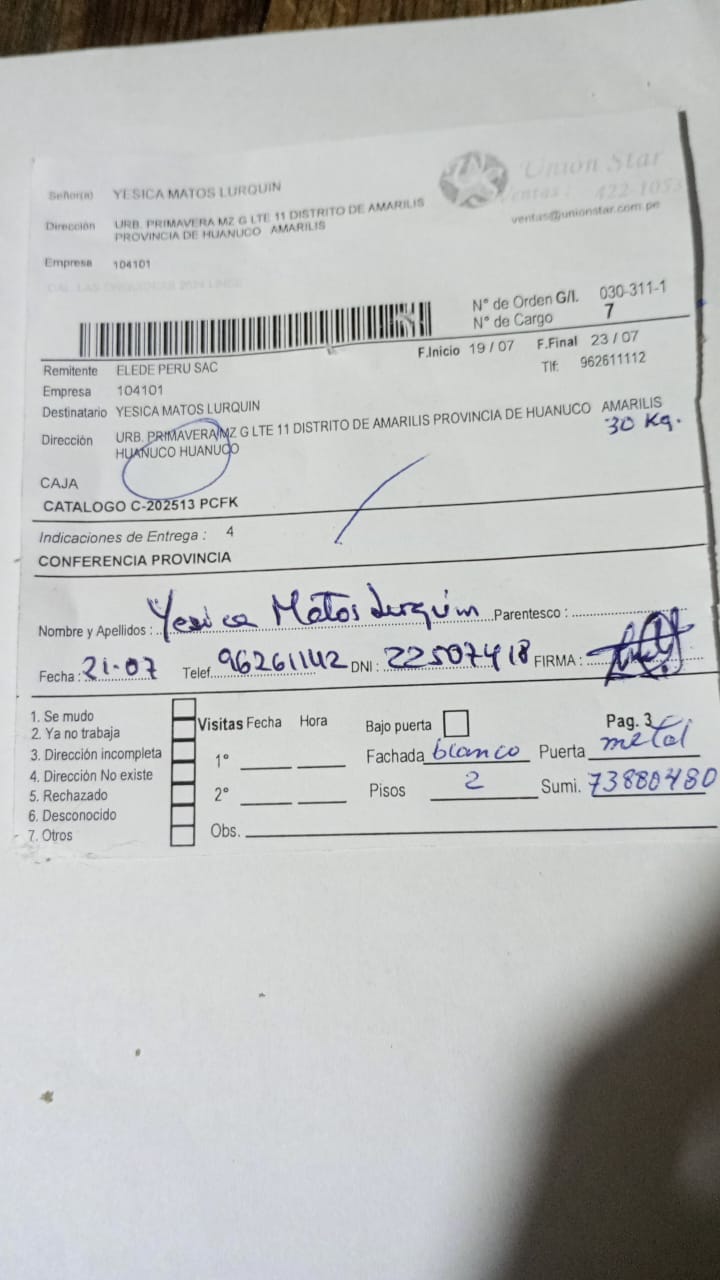 Señor(a) YESICA MATOS LURQUIN
Unión Star
Ventas: 422-1053
ventas@unionstar.com.pe
Dirección URB. PRIMAVERA MZ G LTE 11 DISTRITO DE AMARILIS
PROVINCIA DE HUANUCO AMARILIS
Empresa 104101
N° de Orden G/I. 030-311-1
N° de Cargo 7
F.Inicio 19 / 07 F.Final 23 / 07
Tlf: 962611112
Remitente ELEDE PERU SAC
Empresa 104101
Destinatario YESICA MATOS LURQUIN
Dirección URB. PRIMAVERA MZ G LTE 11 DISTRITO DE AMARILIS PROVINCIA DE HUANUCO AMARILIS
HUANUCO HUANUCO
30 Kg.
CAJA
CATALOGO C-202513 PCFK
Indicaciones de Entrega : 4
CONFERENCIA PROVINCIA
Nombre y Apellidos : Yesica Matos Lurquim Parentesco :
Fecha : 21-07 Telef. 96261142 DNI : 22507418 FIRMA :
1. Se mudo
2. Ya no trabaja
3. Dirección incompleta
4. Dirección No existe
5. Rechazado
6. Desconocido
7. Otros
Visitas Fecha Hora
1°
2°
Obs.
Bajo puerta Pag. 3
Fachada blanco Puerta metal
Pisos 2 Sumi. 73880480